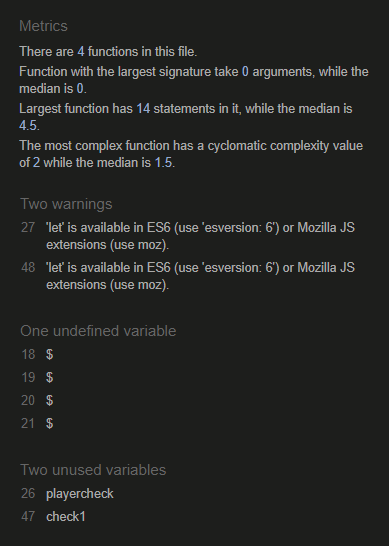 Metrics
There are 4 functions in this file.
Function with the largest signature take 0 arguments, while the
median is 0.
Largest function has 14 statements in it, while the median is
4.5.
The most complex function has a cyclomatic complexity value
of 2 while the median is 1.5.
Two warnings
27 'let' is available in ES6 (use 'esversion: 6') or Mozilla JS
extensions (use moz).
48 'let' is available in ES6 (use 'esversion: 6') or Mozilla JS
extensions (use moz).
One undefined variable
18 $
19 $
20 $
21 $
Two unused variables
26 playercheck
47 check1